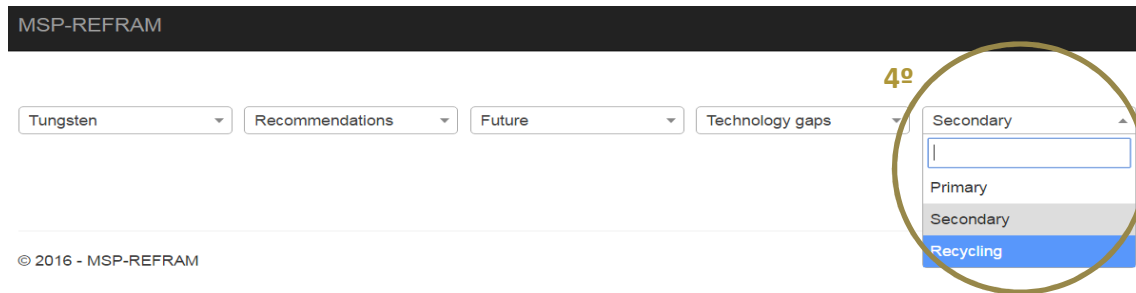 MSP-REFRAM
4º
Tungsten Recommendations Future Technology gaps Secondary
Primary
Secondary
Recycling
© 2016 - MSP-REFRAM